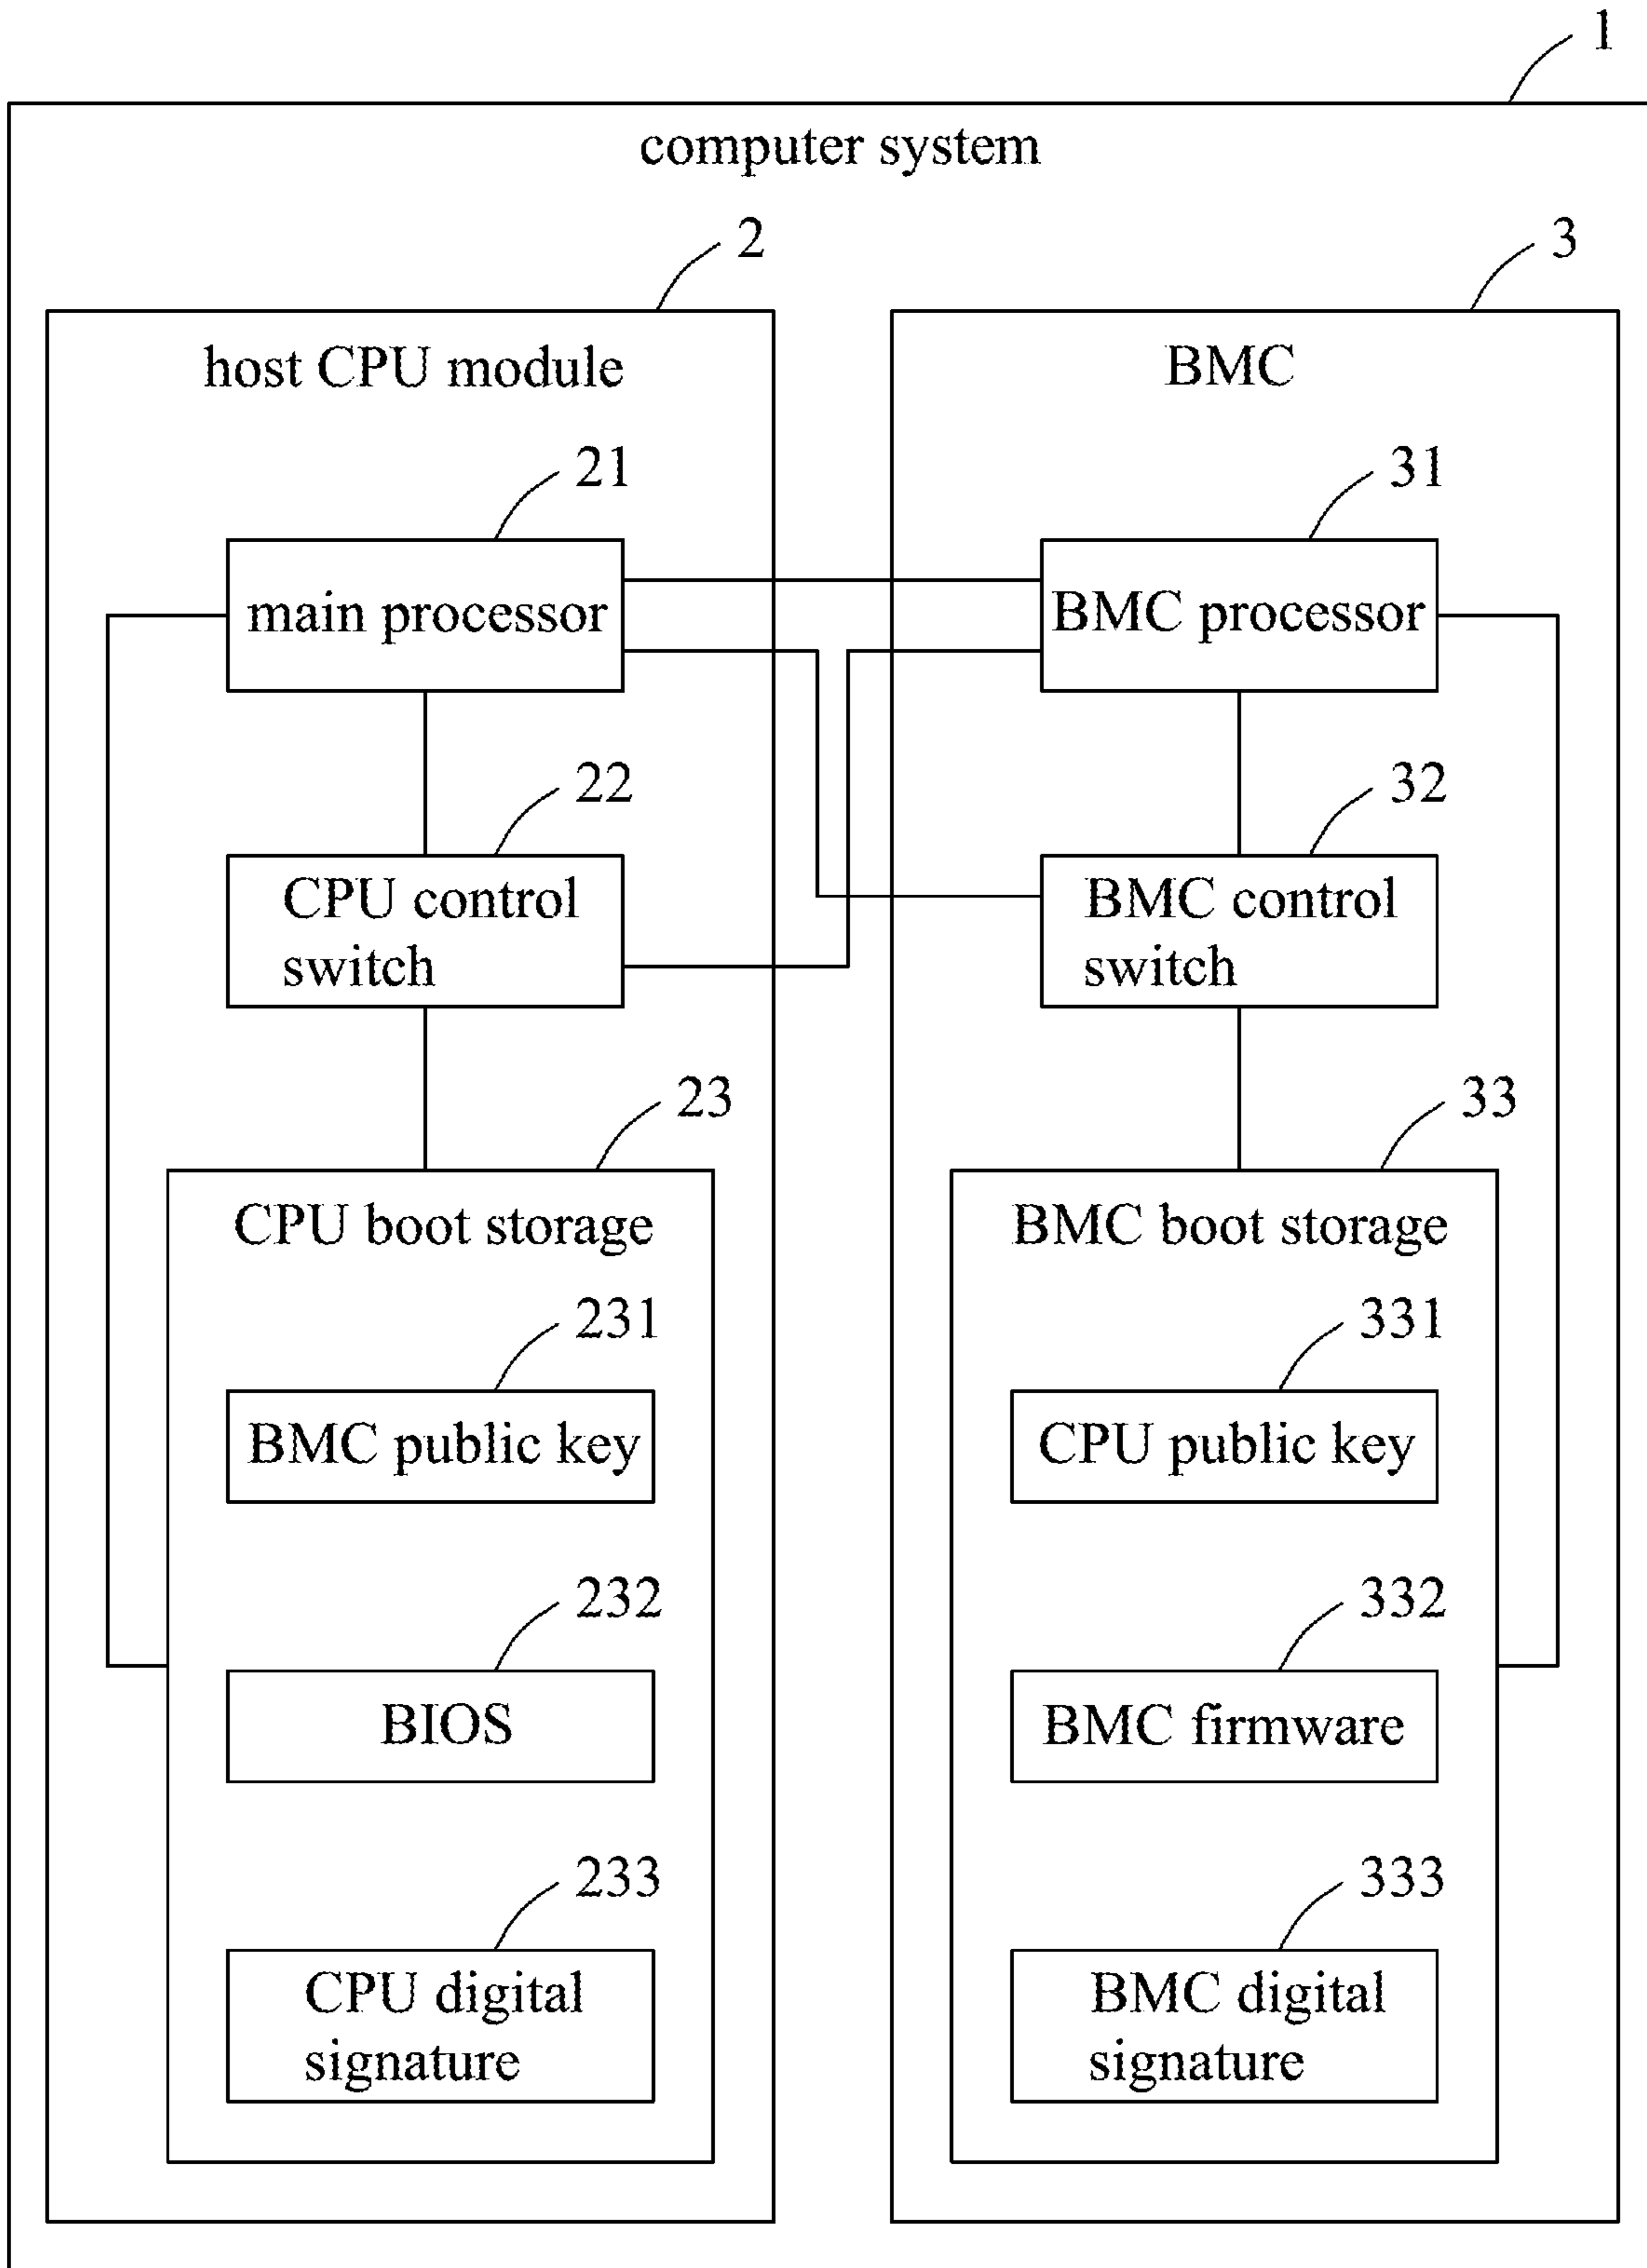 1
computer system
2
3
host CPU module
BMC
21
31
main processor
BMC processor
22
32
CPU control
switch
BMC control
switch
23
33
CPU boot storage
BMC boot storage
231
331
BMC public key
CPU public key
232
332
BIOS
BMC firmware
233
333
CPU digital
signature
BMC digital
signature